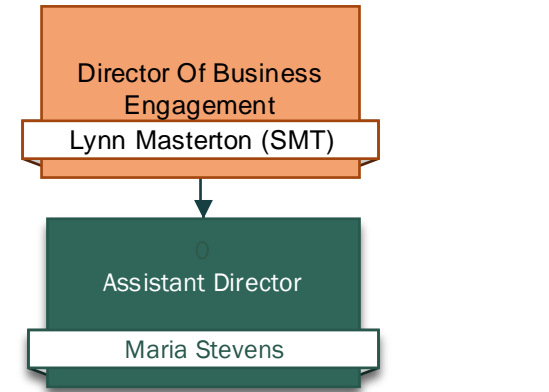 Director Of Business
Engagement
Lynn Masterton (SMT)
0
Assistant Director
Maria Stevens